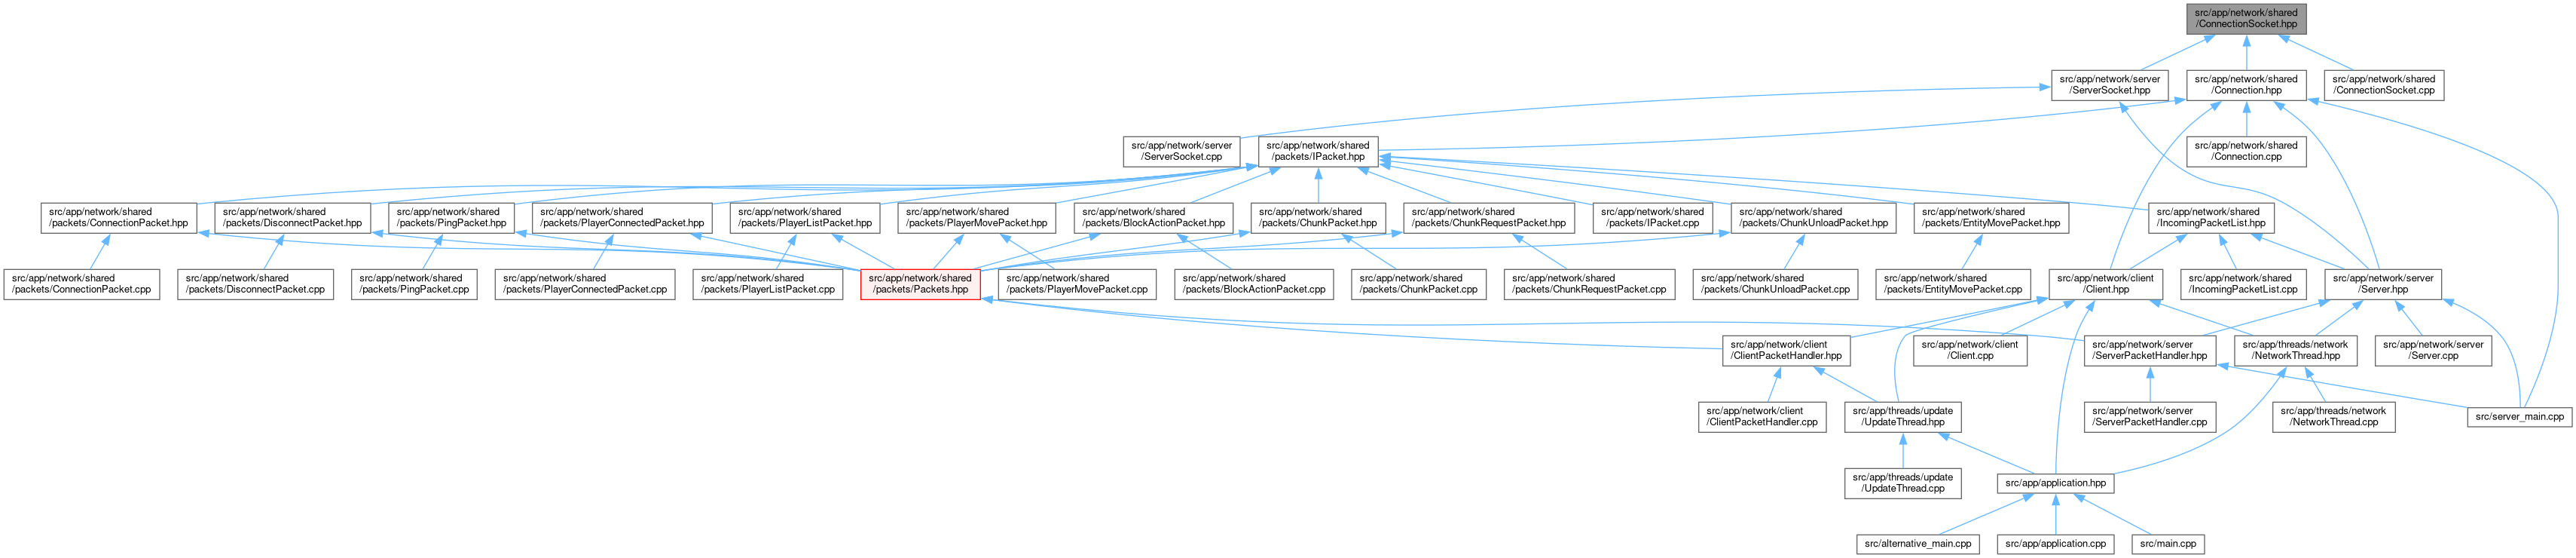 src/app/network/shared
/ConnectionSocket.hpp
src/app/network/server
/ServerSocket.hpp
src/app/network/shared
/Connection.hpp
src/app/network/shared
/ConnectionSocket.cpp
src/app/network/server
/ServerSocket.cpp
src/app/network/shared
/packets/IPacket.hpp
src/app/network/shared
/Connection.cpp
src/app/network/shared
/packets/ConnectionPacket.hpp
src/app/network/shared
/packets/DisconnectPacket.hpp
src/app/network/shared
/packets/PingPacket.hpp
src/app/network/shared
/packets/PlayerConnectedPacket.hpp
src/app/network/shared
/packets/PlayerListPacket.hpp
src/app/network/shared
/packets/PlayerMovePacket.hpp
src/app/network/shared
/packets/BlockActionPacket.hpp
src/app/network/shared
/packets/ChunkPacket.hpp
src/app/network/shared
/packets/ChunkRequestPacket.hpp
src/app/network/shared
/packets/IPacket.cpp
src/app/network/shared
/packets/ChunkUnloadPacket.hpp
src/app/network/shared
/packets/EntityMovePacket.hpp
src/app/network/shared
/IncomingPacketList.hpp
src/app/network/shared
/packets/ConnectionPacket.cpp
src/app/network/shared
/packets/DisconnectPacket.cpp
src/app/network/shared
/packets/PingPacket.cpp
src/app/network/shared
/packets/PlayerConnectedPacket.cpp
src/app/network/shared
/packets/PlayerListPacket.cpp
src/app/network/shared
/packets/Packets.hpp
src/app/network/shared
/packets/PlayerMovePacket.cpp
src/app/network/shared
/packets/BlockActionPacket.cpp
src/app/network/shared
/packets/ChunkPacket.cpp
src/app/network/shared
/packets/ChunkRequestPacket.cpp
src/app/network/shared
/packets/ChunkUnloadPacket.cpp
src/app/network/shared
/packets/EntityMovePacket.cpp
src/app/network/client
/Client.hpp
src/app/network/shared
/IncomingPacketList.cpp
src/app/network/server
/Server.hpp
src/app/network/client
/ClientPacketHandler.hpp
src/app/network/client
/Client.cpp
src/app/network/server
/ServerPacketHandler.hpp
src/app/threads/network
/NetworkThread.hpp
src/app/network/server
/Server.cpp
src/app/network/client
/ClientPacketHandler.cpp
src/app/threads/update
/UpdateThread.hpp
src/app/network/server
/ServerPacketHandler.cpp
src/app/threads/network
/NetworkThread.cpp
src/server_main.cpp
src/app/threads/update
/UpdateThread.cpp
src/app/application.hpp
src/alternative_main.cpp
src/app/application.cpp
src/main.cpp